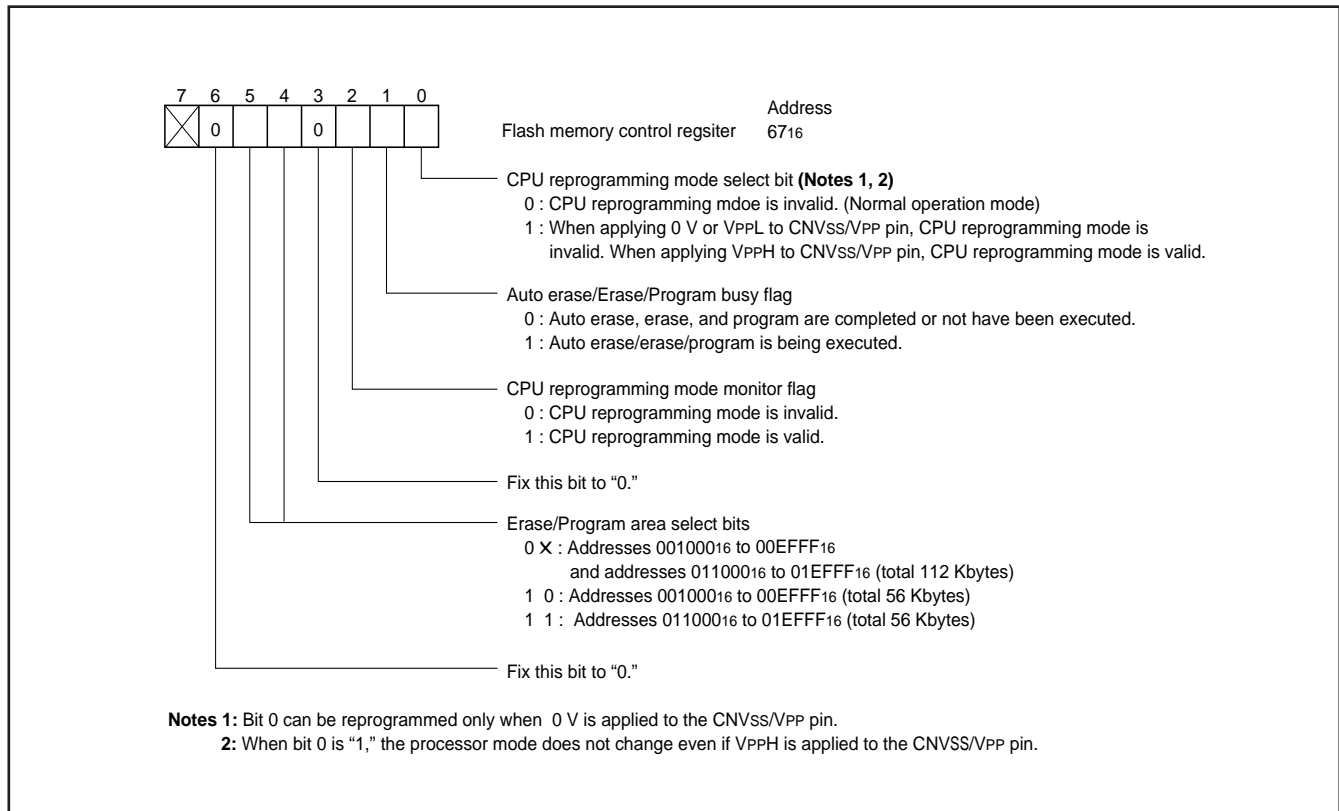 7 6 5 4 3 2 1 0
0 0
Address
Flash memory control regsiter 6716
CPU reprogramming mode select bit (Notes 1, 2)
0 : CPU reprogramming mdoe is invalid. (Normal operation mode)
1 : When applying 0 V or VPPL to CNVSS/VPP pin, CPU reprogramming mode is
invalid. When applying VPPH to CNVSS/VPP pin, CPU reprogramming mode is valid.
Auto erase/Erase/Program busy flag
0 : Auto erase, erase, and program are completed or not have been executed.
1 : Auto erase/erase/program is being executed.
CPU reprogramming mode monitor flag
0 : CPU reprogramming mode is invalid.
1 : CPU reprogramming mode is valid.
Fix this bit to “0.”
Erase/Program area select bits
0 X : Addresses 00100016 to 00EFFF16
and addresses 01100016 to 01EFFF16 (total 112 Kbytes)
1 0 : Addresses 00100016 to 00EFFF16 (total 56 Kbytes)
1 1 : Addresses 01100016 to 01EFFF16 (total 56 Kbytes)
Fix this bit to “0.”
Notes 1: Bit 0 can be reprogrammed only when 0 V is applied to the CNVSS/VPP pin.
2: When bit 0 is “1,” the processor mode does not change even if VPPH is applied to the CNVSS/VPP pin.